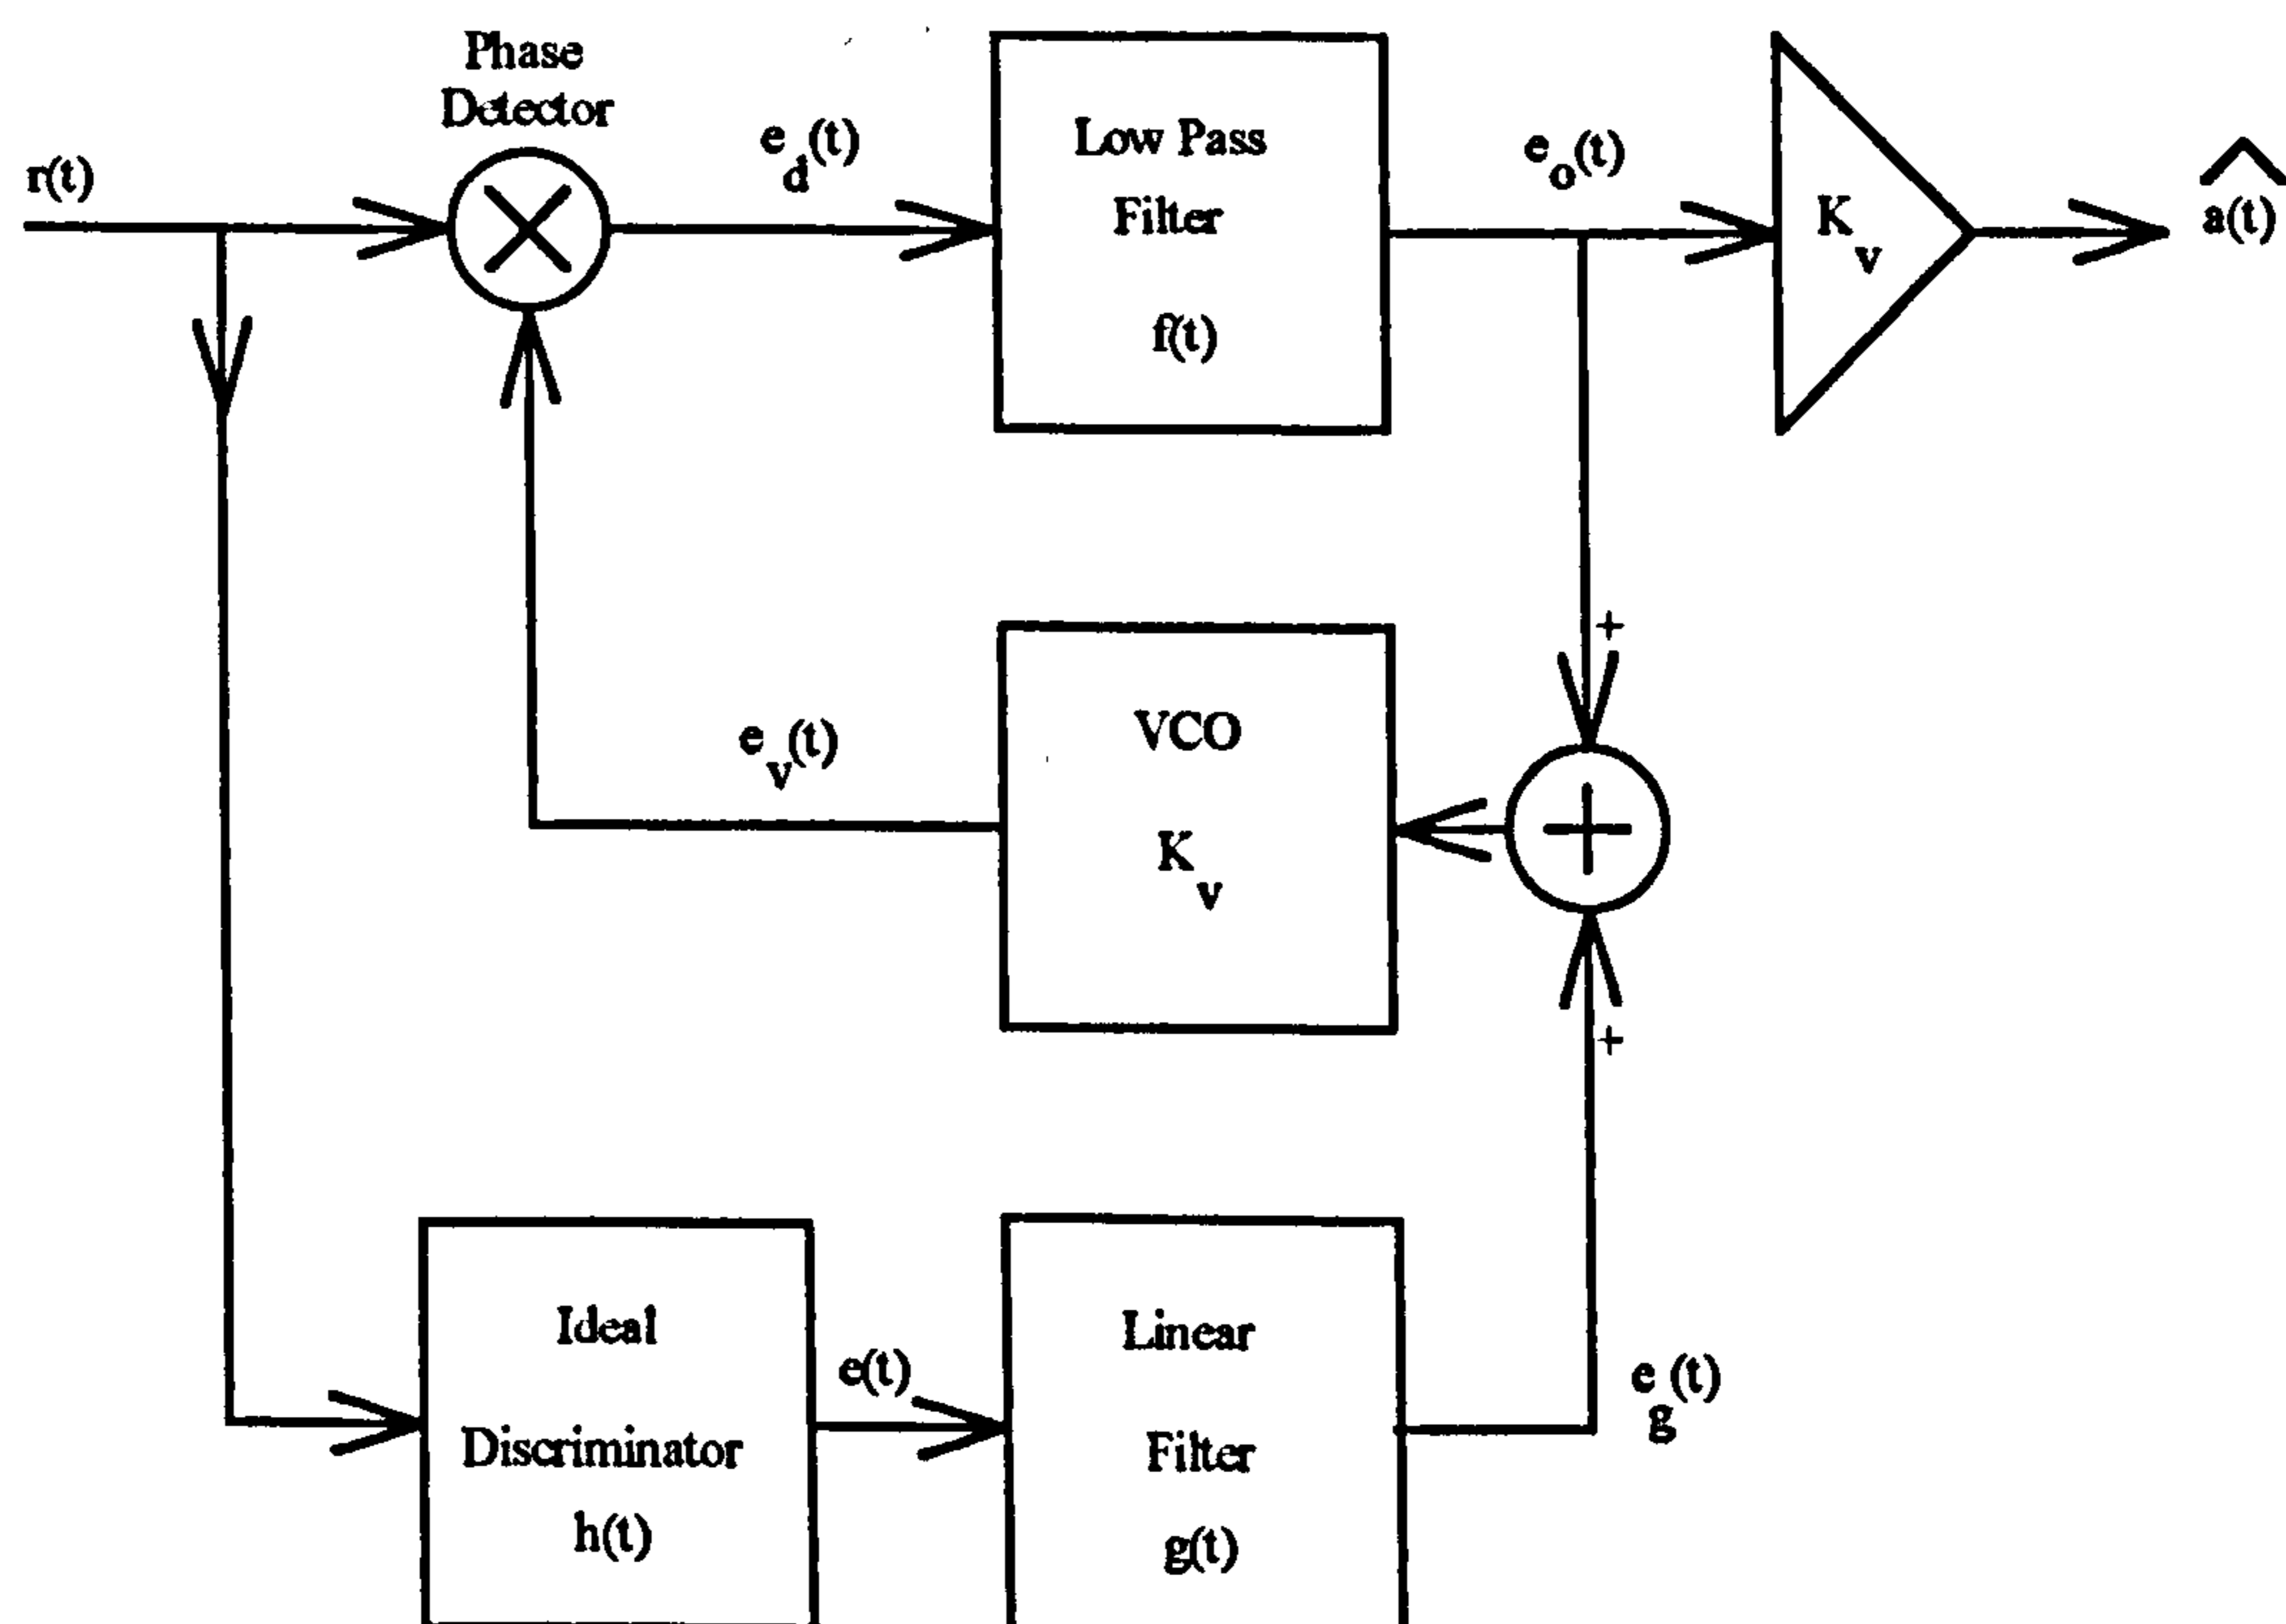 Phase
Detector
r(t)
e_d(t)
Low Pass
Filter
f(t)
e_o(t)
K_v
â(t)
+
VCO
K_v
e_v(t)
+
Ideal
Discriminator
h(t)
e(t)
Linear
Filter
g(t)
e_g(t)